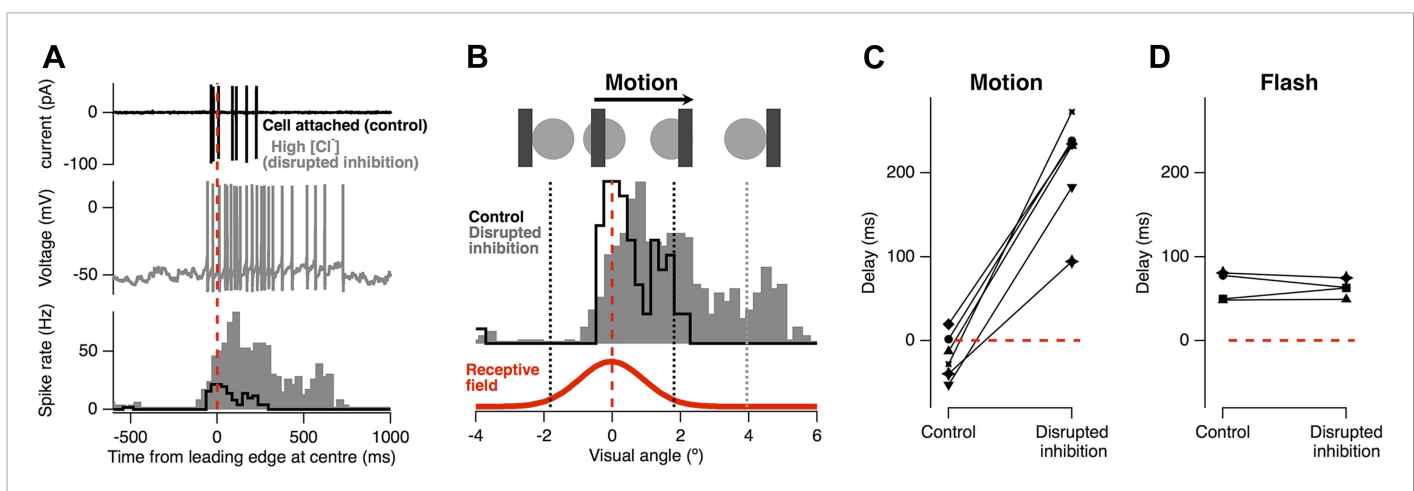 A
current (pA)
0
-100
Cell attached (control)
High [Cl-]
(disrupted inhibition)
Voltage (mV)
0
-50
Spike rate (Hz)
50
0
-500
0
500
1000
Time from leading edge at centre (ms)
B
Motion
Control
Disrupted
inhibition
Receptive
field
-4
-2
0
2
4
6
Visual angle (º)
C
Motion
Delay (ms)
200
100
0
Control
Disrupted
inhibition
D
Flash
Delay (ms)
200
100
0
Control
Disrupted
inhibition